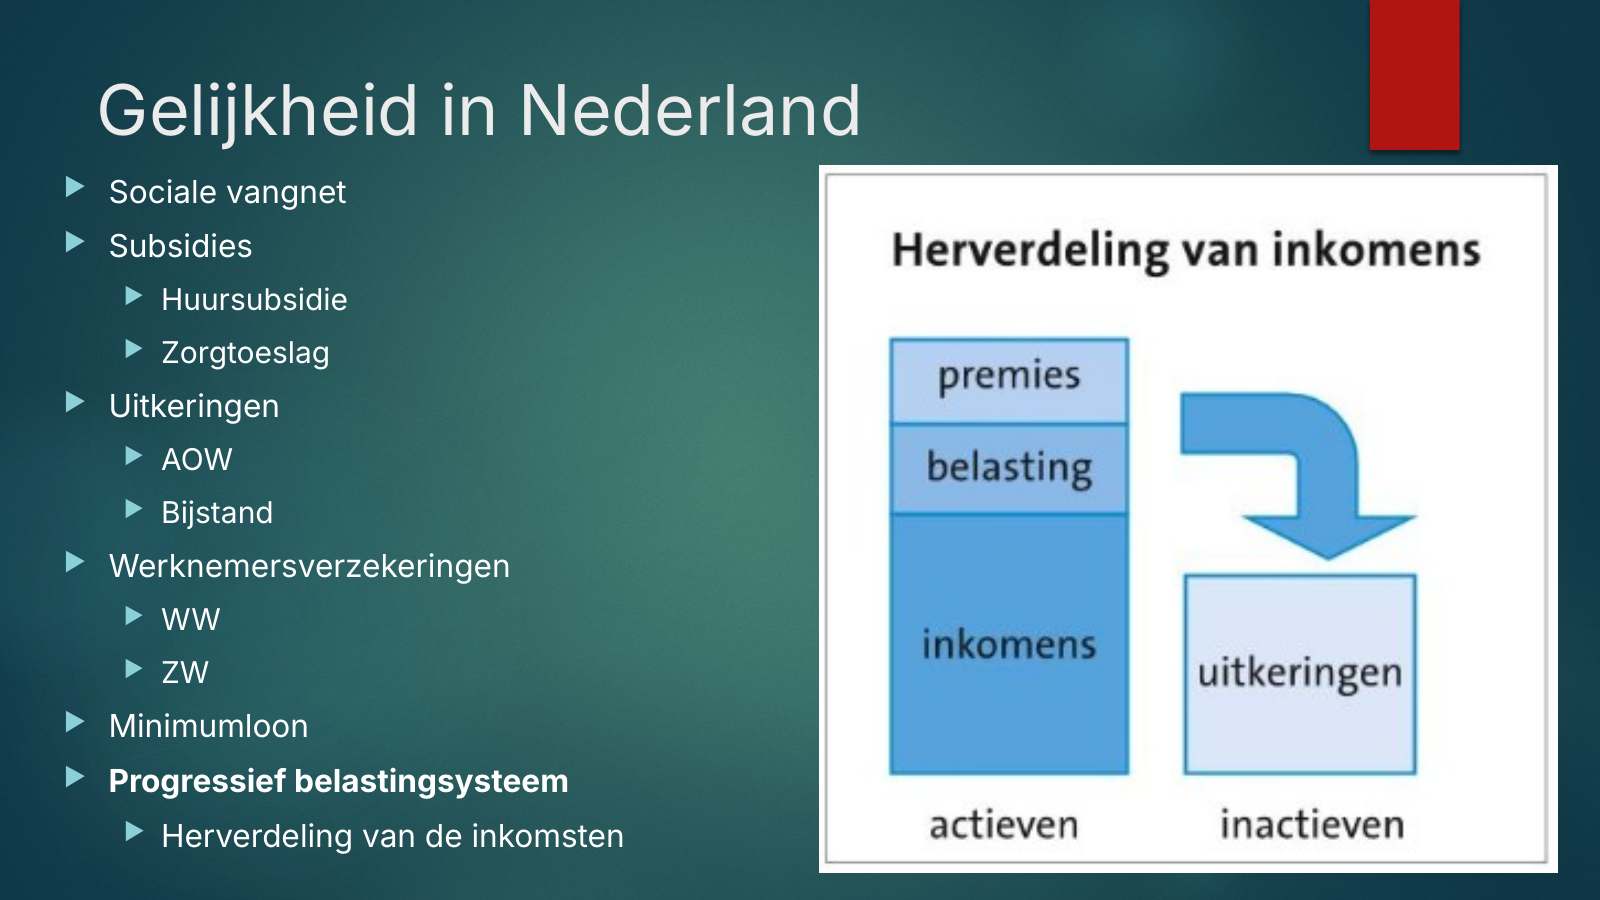 Gelijkheid in Nederland
Sociale vangnet
Subsidies
Huursubsidie
Zorgtoeslag
Uitkeringen
AOW
Bijstand
Werknemersverzekeringen
WW
ZW
Minimumloon
Progressief belastingsysteem
Herverdeling van de inkomsten
Herverdeling van inkomens
premies
belasting
inkomens
uitkeringen
actieven
inactieven